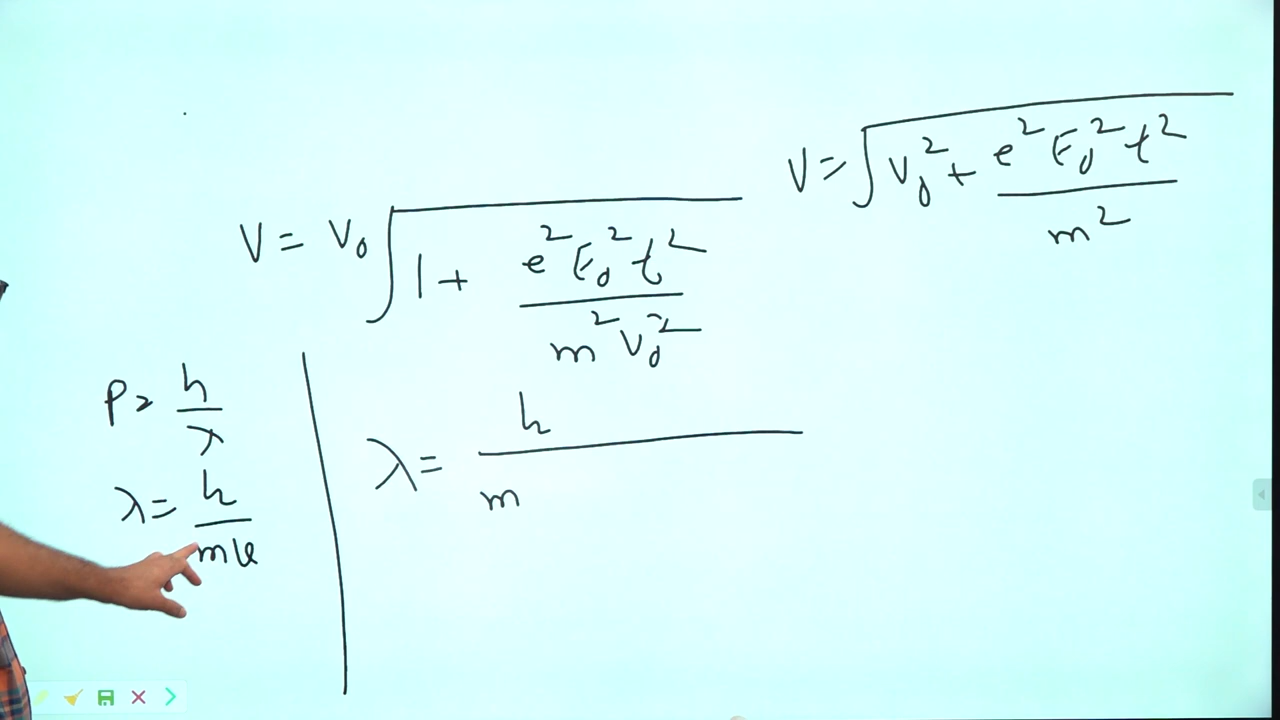 V = √(V₀² + e²E₀²t²/m²)
V = V₀√(1 + e²E₀²t²/m²V₀²)
P = h/λ
λ = h/mv
λ = h/m